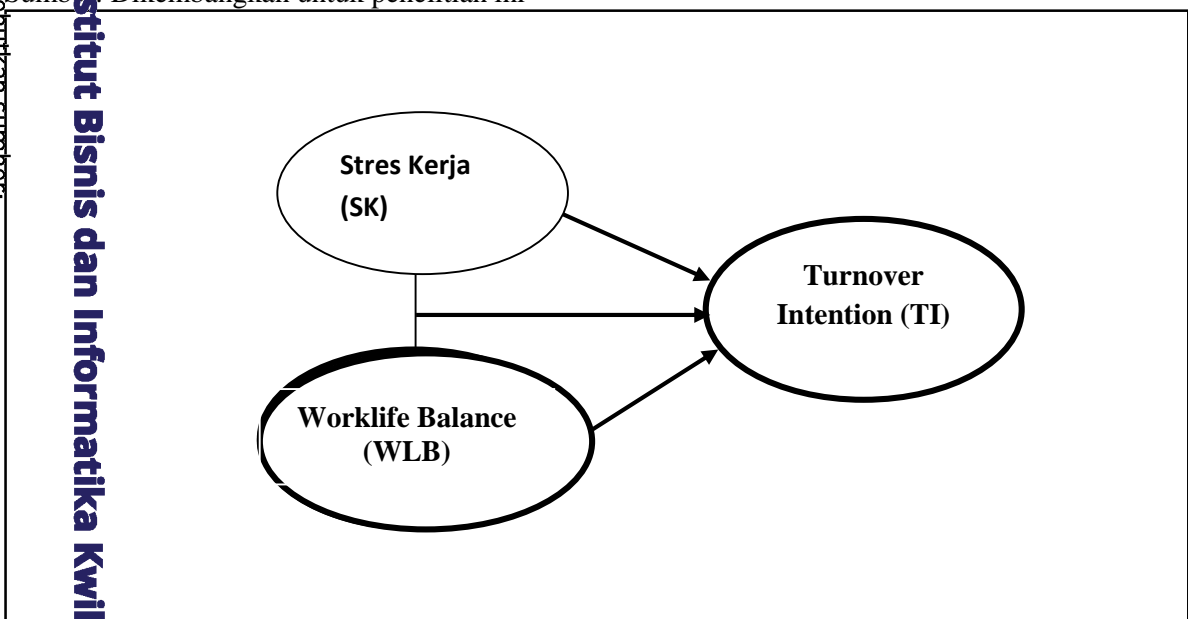 Dikembangkan untuk penelitian ini
stitut Bisnis dan Informatika Kwi
Stres Kerja
(SK)
Turnover
Intention (TI)
Worklife Balance
(WLB)